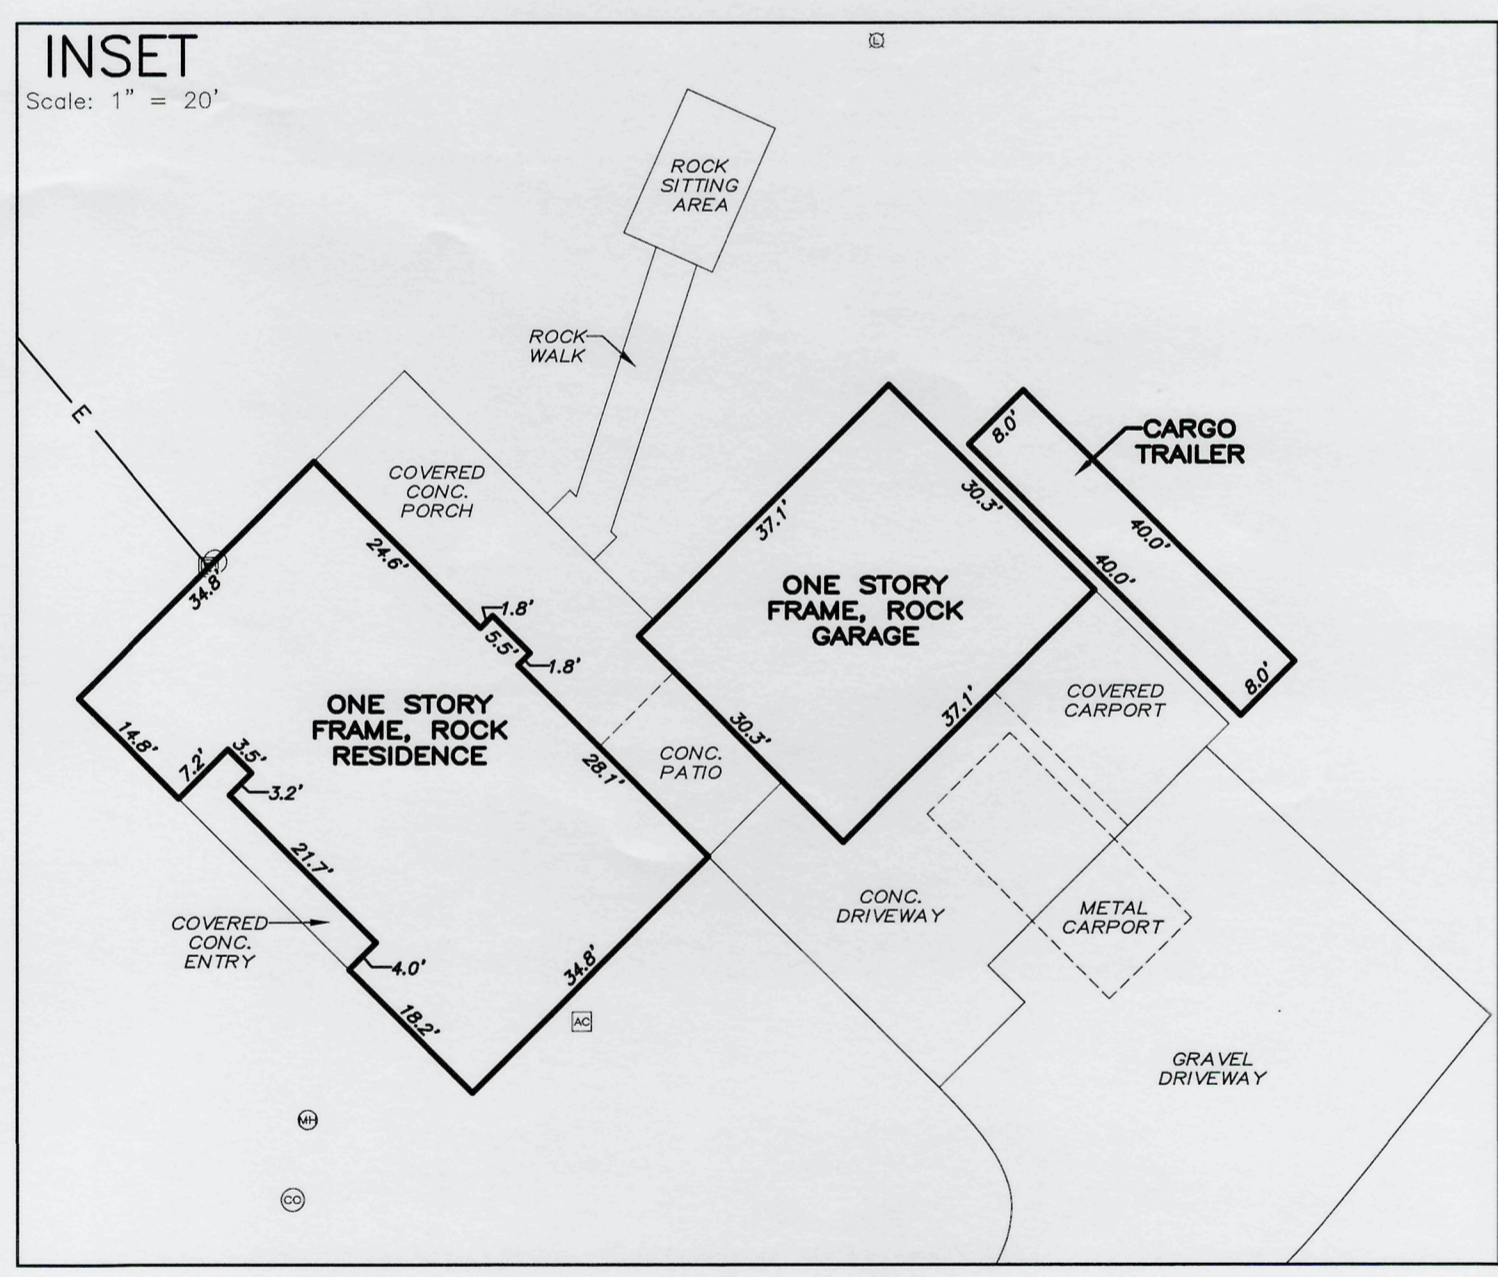 INSET
Scale: 1" = 20'
L
ROCK
SITTING
AREA
ROCK
WALK
E
COVERED
CONC.
PORCH
34.8'
24.6'
1.8'
5.5'
1.8'
28.1'
ONE STORY
FRAME, ROCK
RESIDENCE
14.8'
7.2'
3.5'
3.2'
21.7'
4.0'
18.2'
34.8'
COVERED
CONC.
ENTRY
CONC.
PATIO
37.1'
30.3'
ONE STORY
FRAME, ROCK
GARAGE
30.3'
37.1'
8.0'
CARGO
TRAILER
40.0'
40.0'
8.0'
COVERED
CARPORT
CONC.
DRIVEWAY
METAL
CARPORT
GRAVEL
DRIVEWAY
AC
MH
CO